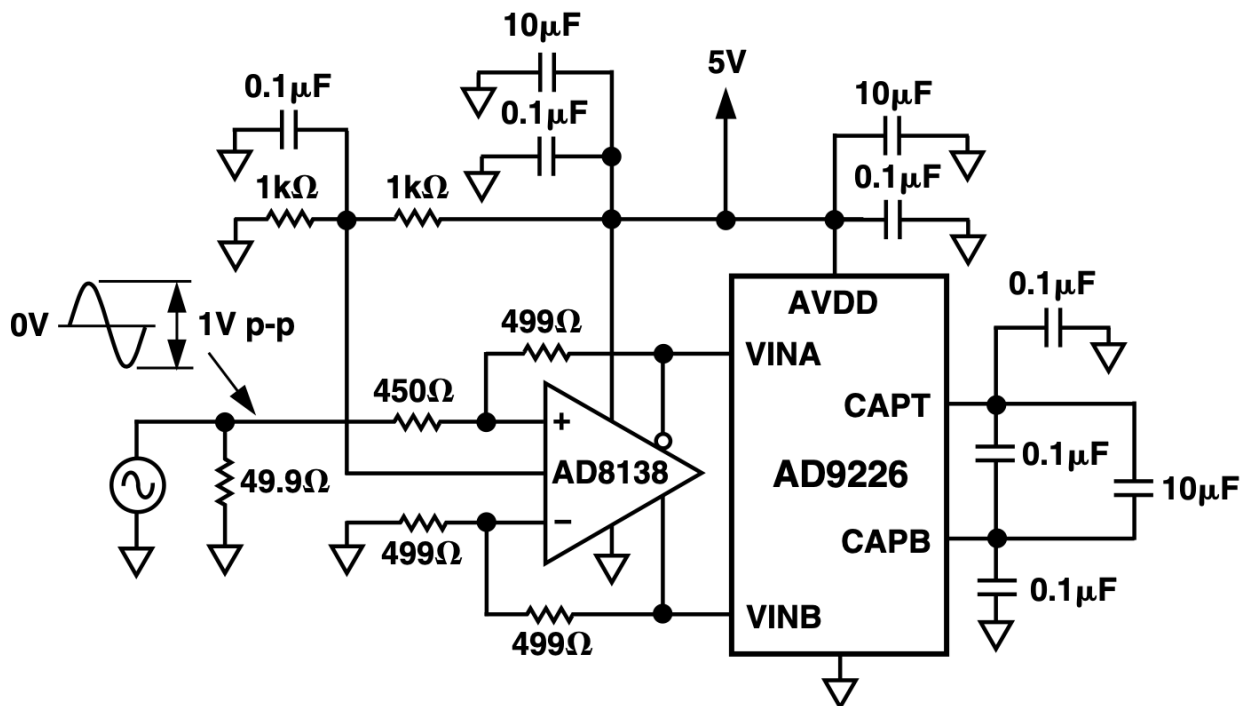 10μF
5V
0.1μF
10μF
0.1μF
0.1μF
1kΩ
1kΩ
0V
1V p-p
499Ω
AVDD
0.1μF
VINA
450Ω
CAPT
+
AD8138
AD9226
0.1μF
49.9Ω
10μF
−
CAPB
499Ω
0.1μF
VINB
499Ω